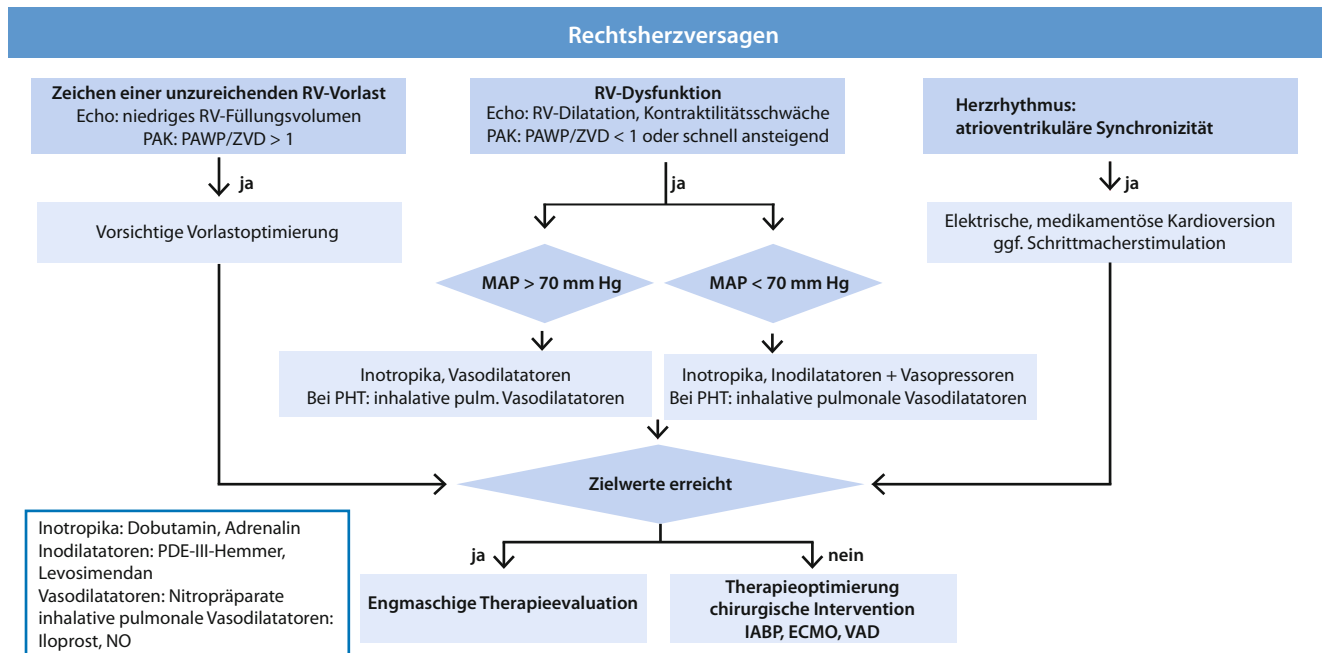 Rechtsherzversagen
Zeichen einer unzureichenden RV-Vorlast
Echo: niedriges RV-Füllungsvolumen
PAK: PAWP/ZVD > 1
RV-Dysfunktion
Echo: RV-Dilatation, Kontraktilitätsschwäche
PAK: PAWP/ZVD < 1 oder schnell ansteigend
Herzrhythmus:
atrioventrikuläre Synchronizität
ja
ja
ja
Vorsichtige Vorlastoptimierung
Elektrische, medikamentöse Kardioversion
ggf. Schrittmacherstimulation
MAP > 70 mm Hg
MAP < 70 mm Hg
Inotropika, Vasodilatatoren
Bei PHT: inhalative pulm. Vasodilatatoren
Inotropika, Inodilatatoren + Vasopressoren
Bei PHT: inhalative pulmonale Vasodilatatoren
Zielwerte erreicht
ja
nein
Engmaschige Therapieevaluation
Therapieoptimierung
chirurgische Intervention
IABP, ECMO, VAD
Inotropika: Dobutamin, Adrenalin
Inodilatatoren: PDE-III-Hemmer,
Levosimendan
Vasodilatatoren: Nitropräparate
inhalative pulmonale Vasodilatatoren:
Iloprost, NO